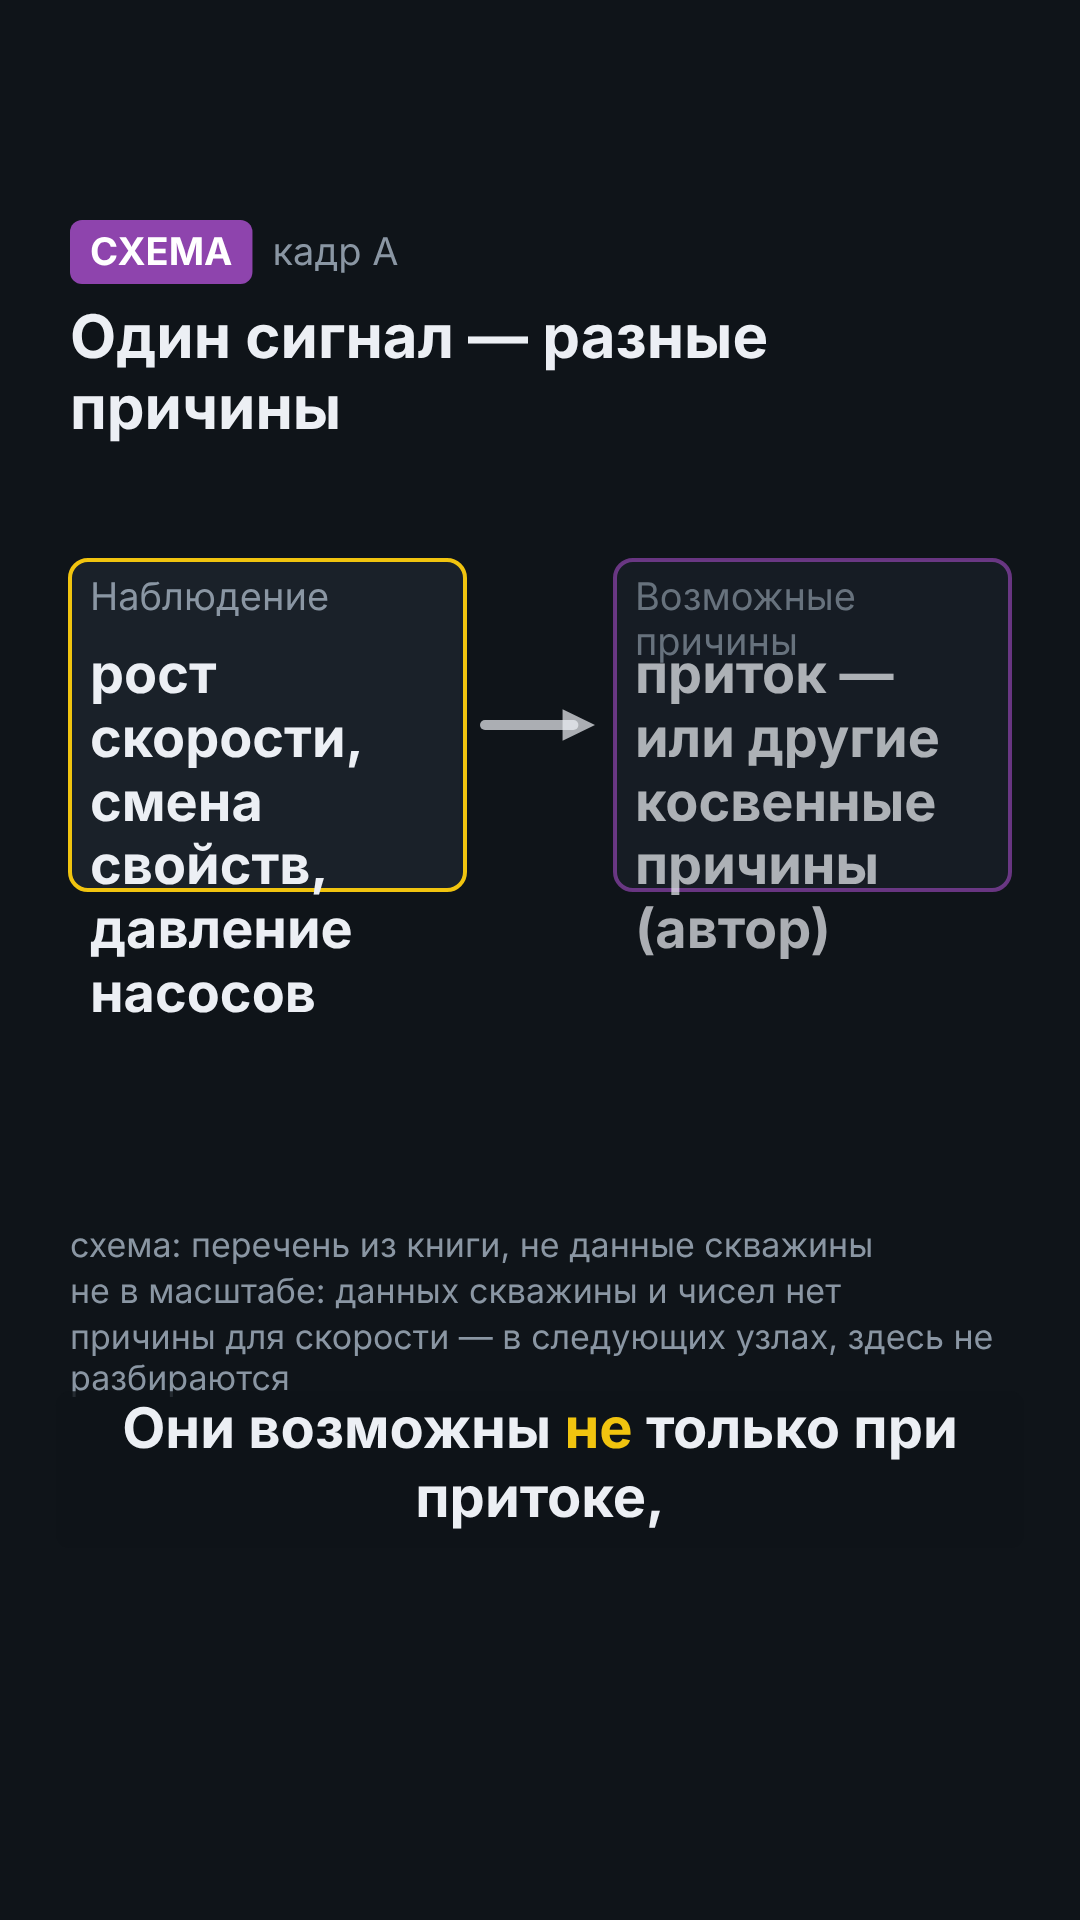 СХЕМА кадр А
Один сигнал — разные
причины
Наблюдение
рост
скорости,
смена
свойств,
давление
насосов
Возможные
причины
приток —
или другие
косвенные
причины
(автор)
схема: перечень из книги, не данные скважины
не в масштабе: данных скважины и чисел нет
причины для скорости — в следующих узлах, здесь не
разбираются
Они возможны не только при
притоке,